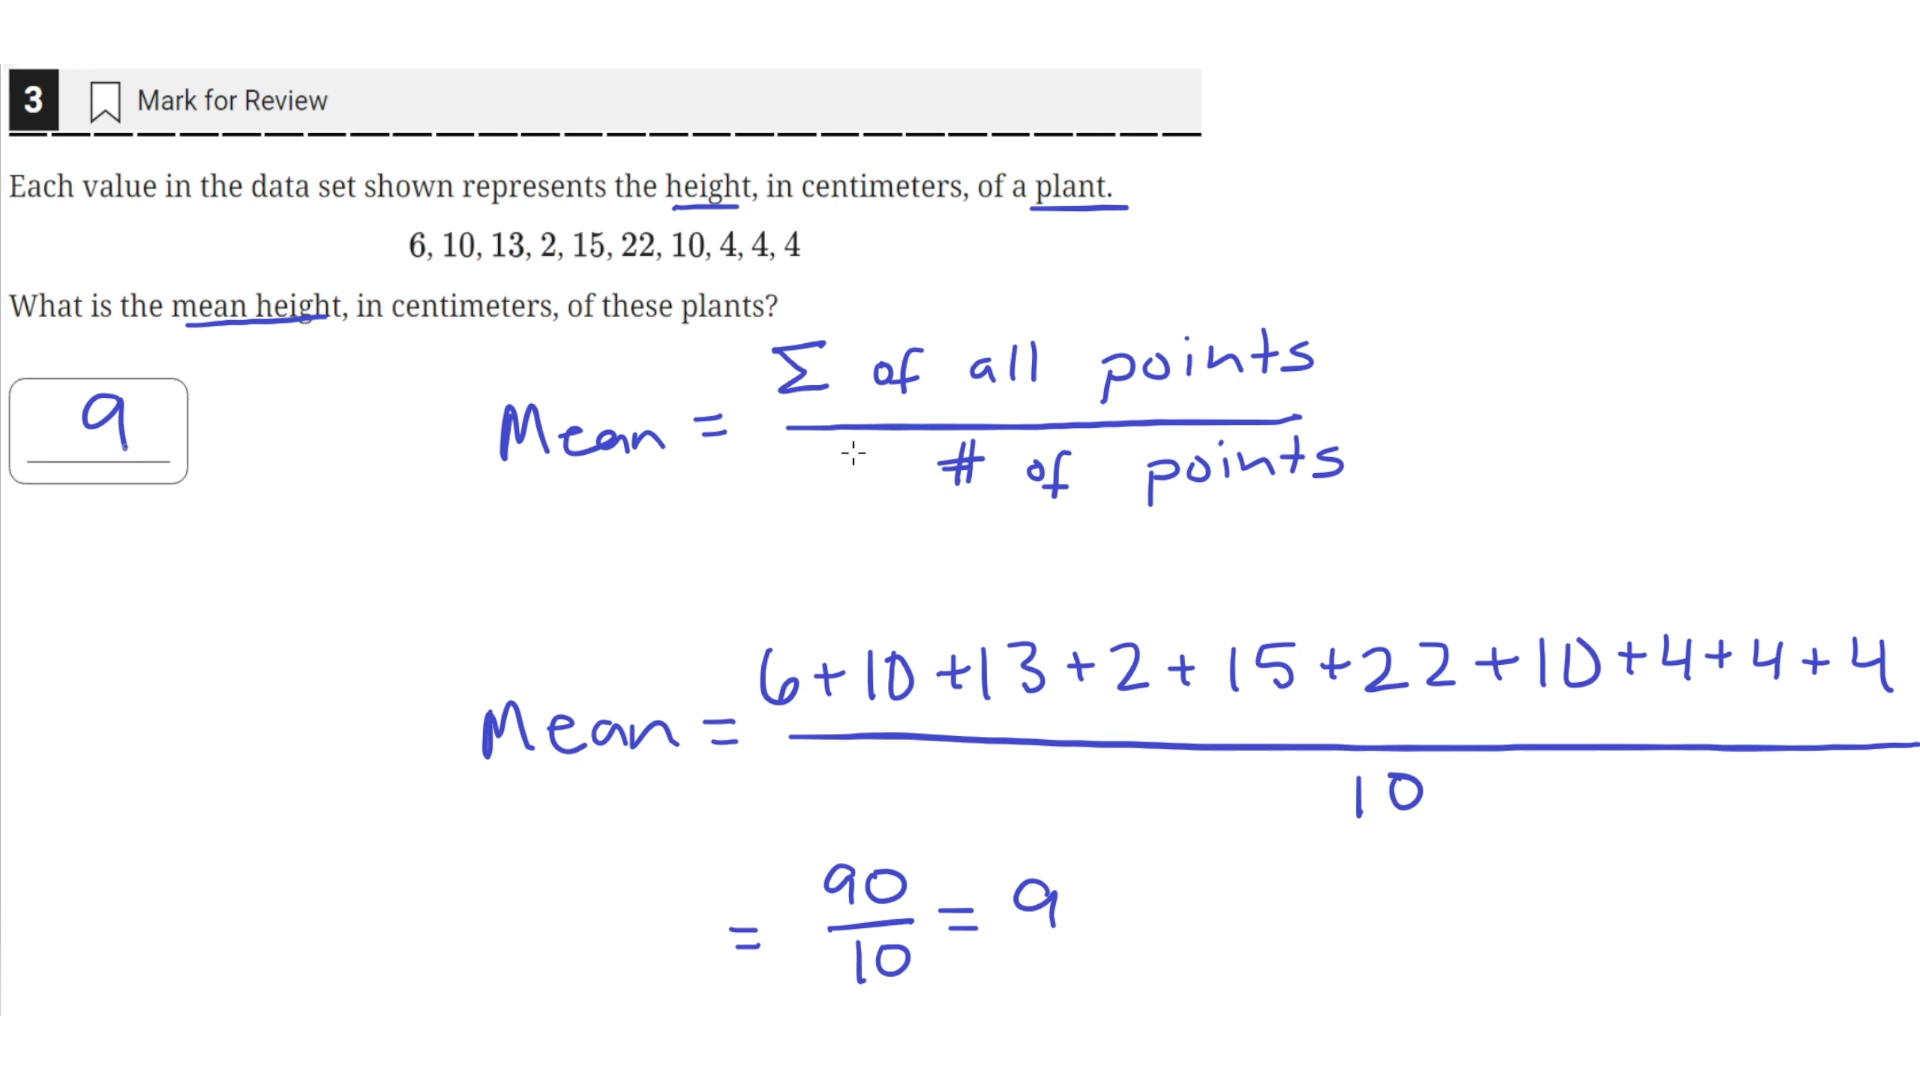 3 Mark for Review
Each value in the data set shown represents the height, in centimeters, of a plant.
6, 10, 13, 2, 15, 22, 10, 4, 4, 4
What is the mean height, in centimeters, of these plants?
9
Mean = Σ of all points
# of points
Mean = 6+10+13+2+15+22+10+4+4+4
10
= 90 = 9
10